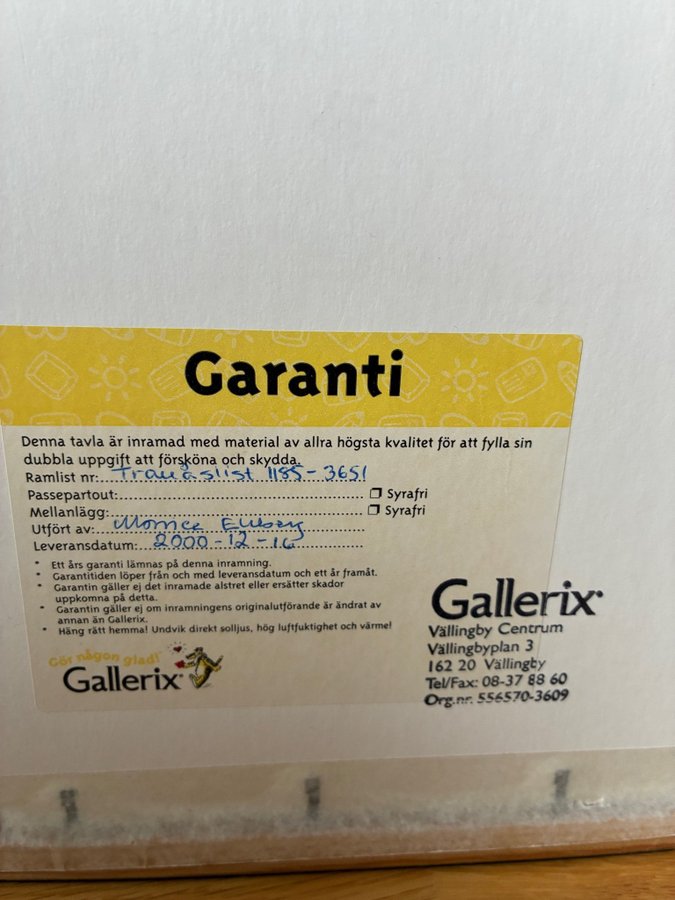 Garanti
Denna tavla är inramad med material av allra högsta kvalitet för att fylla sin
dubbla uppgift att försköna och skydda.
Ramlist nr: Tranåslist 1185-3651
Passepartout: Syrafri
Mellanlägg: Syrafri
Utfört av:
Leveransdatum: 2000-12-16
* Ett års garanti lämnas på denna inramning.
* Garantitiden löper från och med leveransdatum och ett år framåt.
* Garantin gäller ej det inramade alstret eller ersätter skador
uppkomna på detta.
* Garantin gäller ej om inramningens originalutförande är ändrat av
annan än Gallerix.
* Häng rätt hemma! Undvik direkt solljus, hög luftfuktighet och värme!
Gör någon glad!
Gallerix
Gallerix
Vällingby Centrum
Vällingbyplan 3
162 20 Vällingby
Tel/Fax: 08-37 88 60
Org.nr. 556570-3609